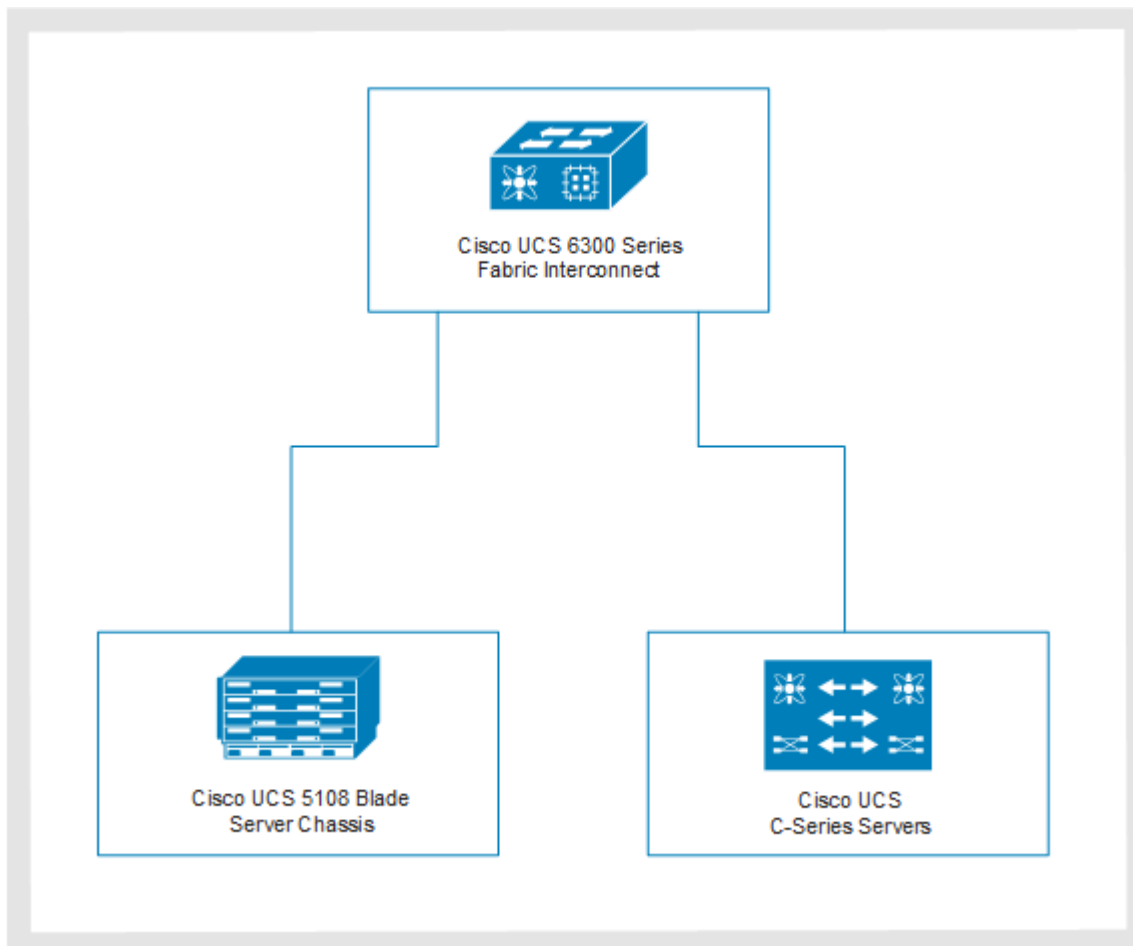 Cisco UCS 6300 Series
Fabric Interconnect
Cisco UCS 5108 Blade
Server Chassis
Cisco UCS
C-Series Servers